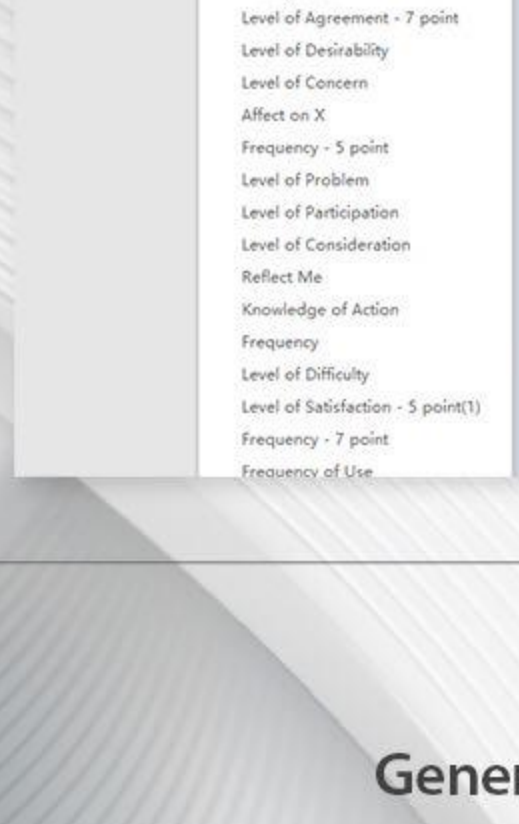 Level of Agreement - 7 point
Level of Desirability
Level of Concern
Affect on X
Frequency - 5 point
Level of Problem
Level of Participation
Level of Consideration
Reflect Me
Knowledge of Action
Frequency
Level of Difficulty
Level of Satisfaction - 5 point(1)
Frequency - 7 point
Frequency of Use
Gener